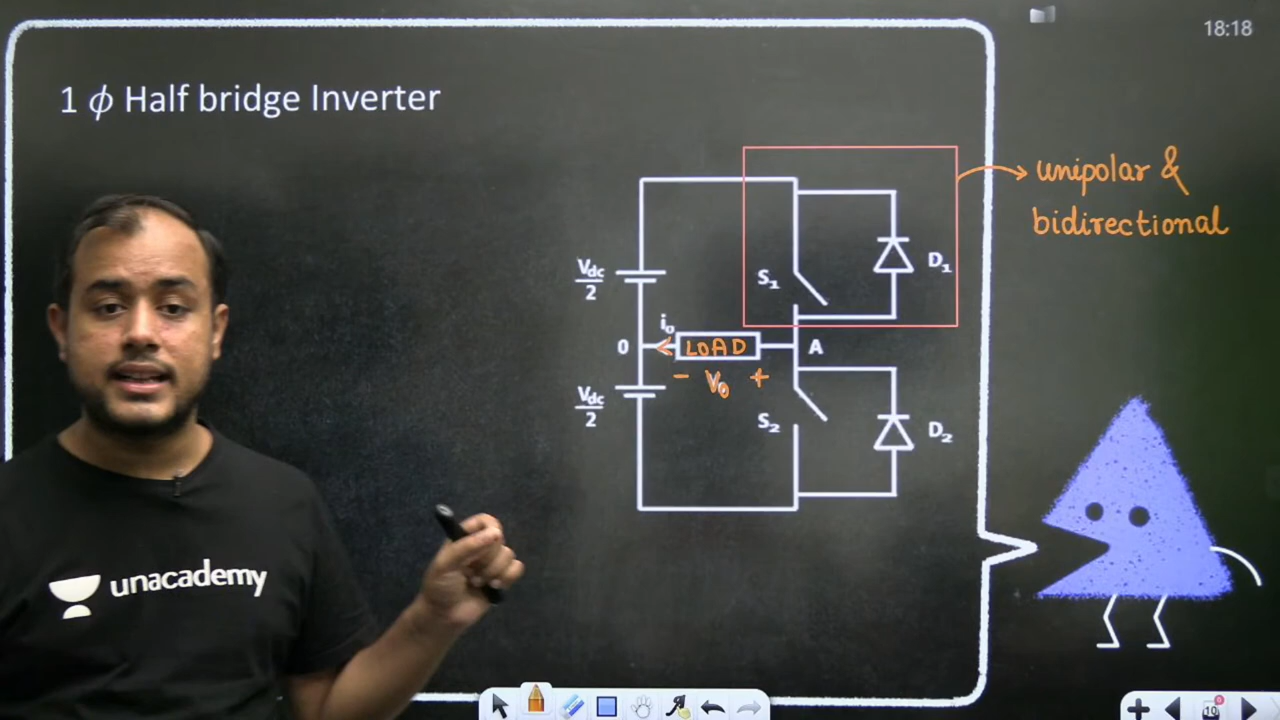 18:18
1 ϕ Half bridge Inverter
unipolar &
bidirectional
Vdc/2
S₁
D₁
i₀
0
LOAD
A
- V₀ +
Vdc/2
S₂
D₂
unacademy
10